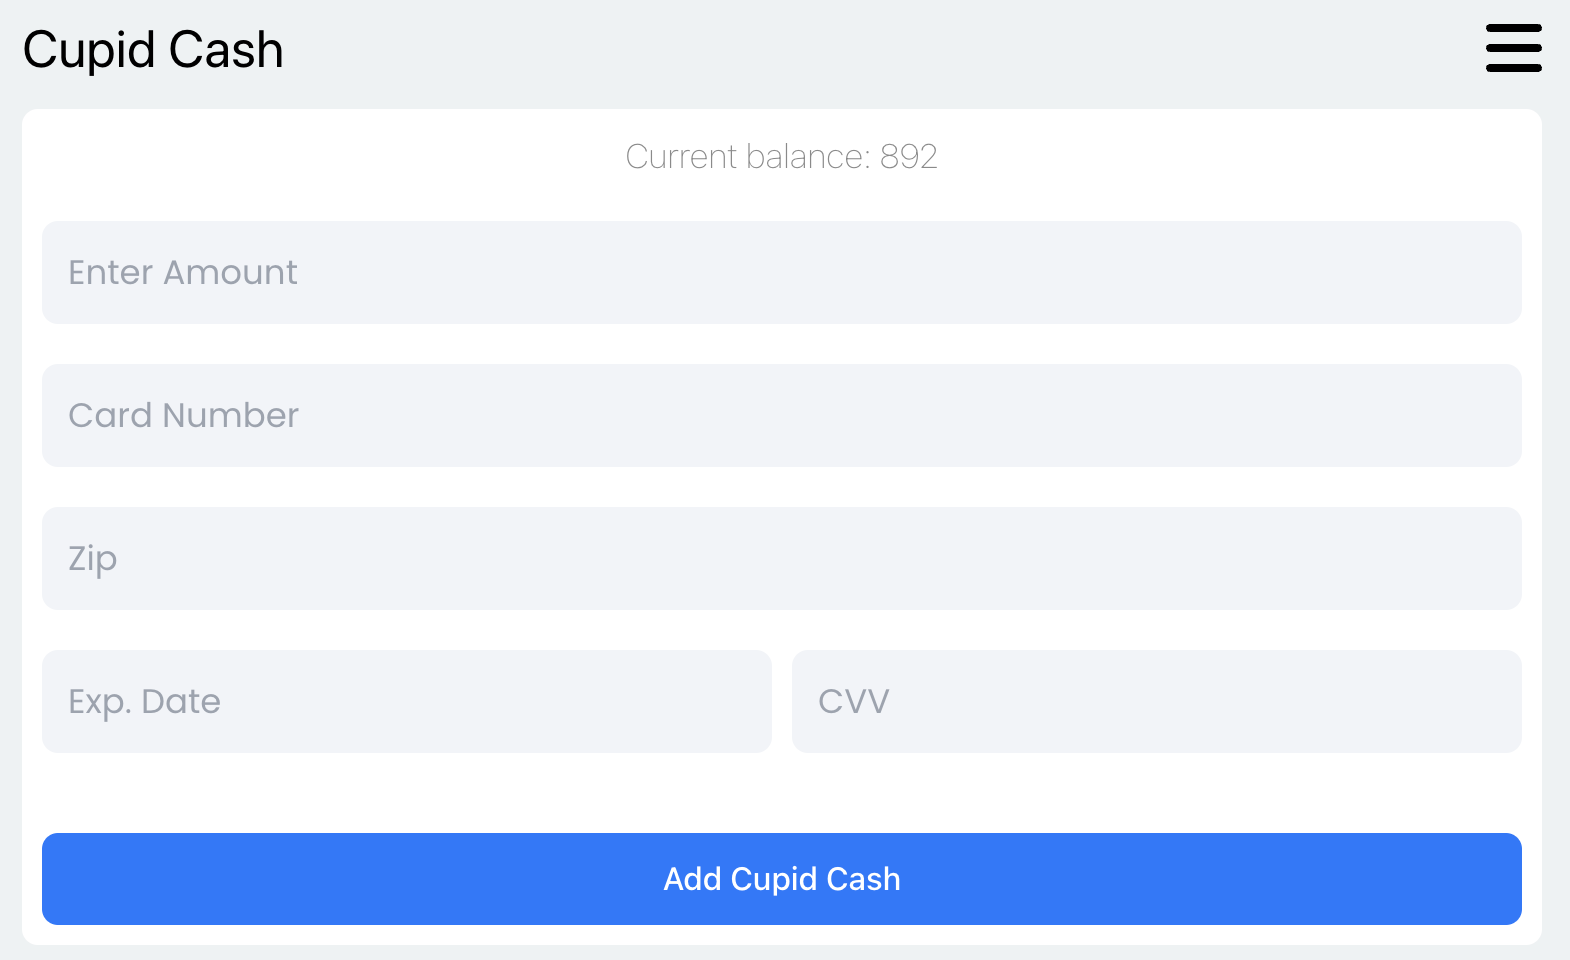 Cupid Cash
Current balance: 892
Enter Amount
Card Number
Zip
Exp. Date
CVV
Add Cupid Cash